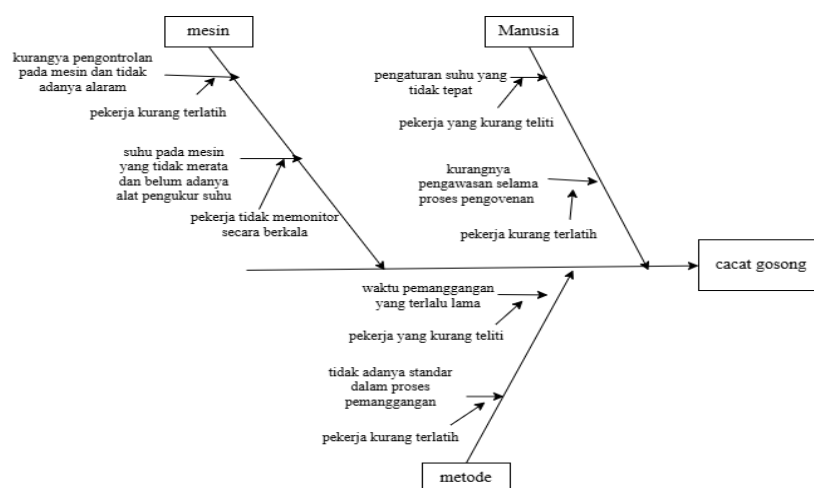 mesin
kurangya pengontrolan
pada mesin dan tidak
adanya alaram
pekerja kurang terlatih
suhu pada mesin
yang tidak merata
dan belum adanya
alat pengukur suhu
pekerja tidak memonitor
secara berkala
Manusia
pengaturan suhu yang
tidak tepat
pekerja yang kurang teliti
kurangnya
pengawasan selama
proses pengovenan
pekerja kurang terlatih
cacat gosong
waktu pemanggangan
yang terlalu lama
pekerja yang kurang teliti
tidak adanya standar
dalam proses
pemanggangan
pekerja kurang terlatih
metode